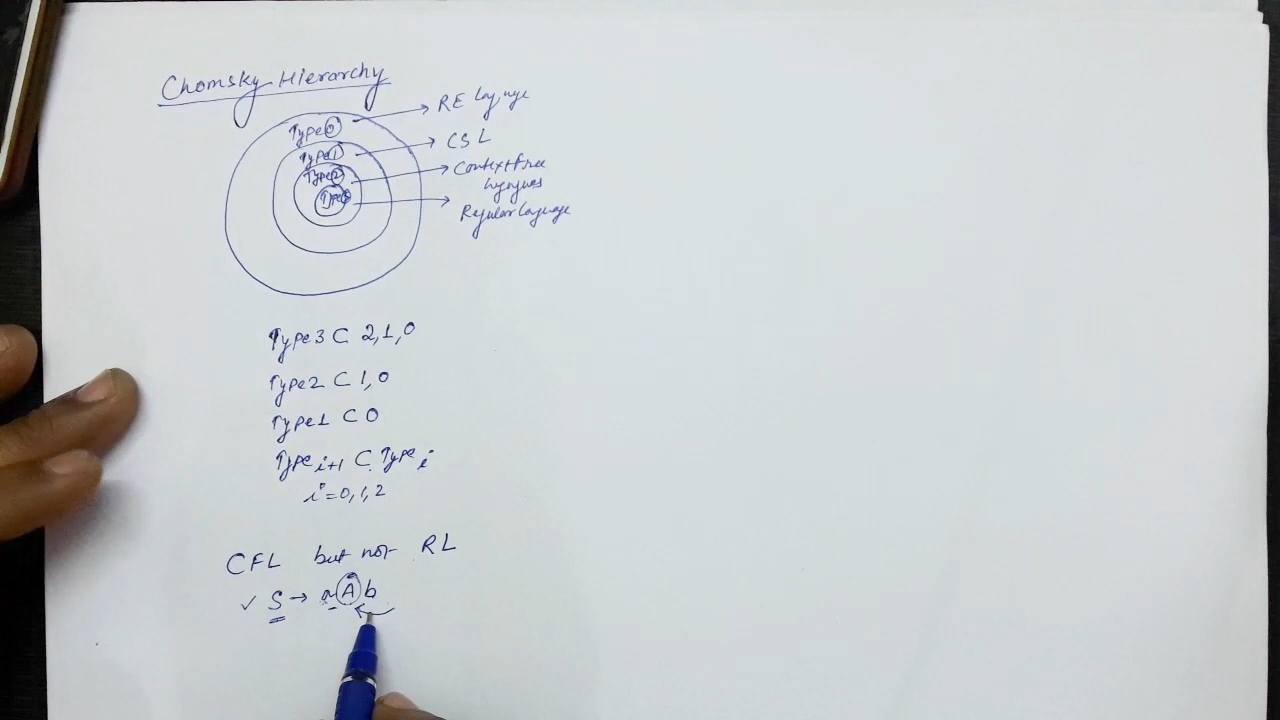 Chomsky Hierarchy
Type 0
RE Language
Type 1
CSL
Type 2
Context free
languages
Type 3
Regular Language
Type 3 ⊂ 2,1,0
Type 2 ⊂ 1,0
Type 1 ⊂ 0
Type i+1 ⊂ Type i
i=0,1,2
CFL but not RL
✓ S → aAb